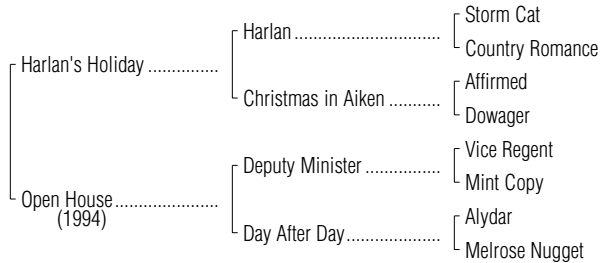 Storm Cat
Harlan.................................
Country Romance
Harlan's Holiday ...............
Affirmed
Christmas in Aiken ...........
Dowager
Vice Regent
Deputy Minister ................
Mint Copy
Open House......................
(1994)
Alydar
Day After Day....................
Melrose Nugget